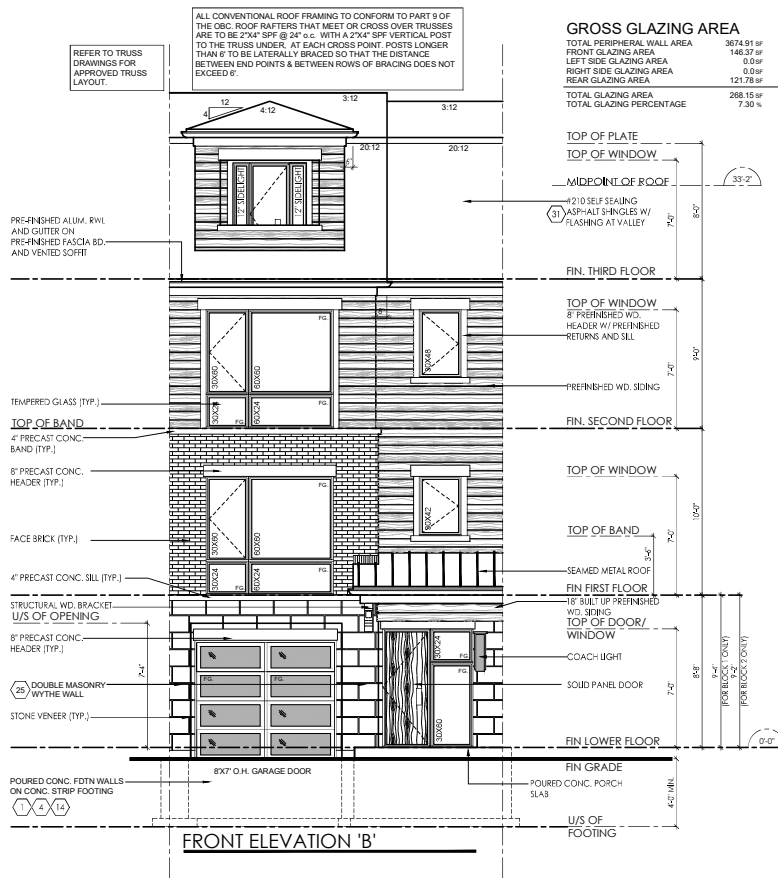 ALL CONVENTIONAL ROOF FRAMING TO CONFORM TO PART 9 OF
THE OBC. ROOF RAFTERS THAT MEET OR CROSS OVER TRUSSES
ARE TO BE 2"X4" SPF @ 24" o.c. WITH A 2"X4" SPF VERTICAL POST
TO THE TRUSS UNDER, AT EACH CROSS POINT. POSTS LONGER
THAN 6' TO BE LATERALLY BRACED SO THAT THE DISTANCE
BETWEEN END POINTS & BETWEEN ROWS OF BRACING DOES NOT
EXCEED 6'.
REFER TO TRUSS
DRAWINGS FOR
APPROVED TRUSS
LAYOUT.
GROSS GLAZING AREA
TOTAL PERIPHERAL WALL AREA 3674.91 SF
FRONT GLAZING AREA 146.37 SF
LEFT SIDE GLAZING AREA 0.0 SF
RIGHT SIDE GLAZING AREA 0.0 SF
REAR GLAZING AREA 121.78 SF
TOTAL GLAZING AREA 268.15 SF
TOTAL GLAZING PERCENTAGE 7.30 %
12
4
4:12
3:12
3:12
20:12
20:12
12" SIDELIGHT
12" SIDELIGHT
TOP OF PLATE
TOP OF WINDOW
MIDPOINT OF ROOF
33'-2"
31
#210 SELF SEALING
ASPHALT SHINGLES W/
FLASHING AT VALLEY
7'-0"
8'-0"
PRE-FINISHED ALUM. RWL
AND GUTTER ON
PRE-FINISHED FASCIA BD.
AND VENTED SOFFIT
FIN. THIRD FLOOR
TOP OF WINDOW
8" PREFINISHED WD.
HEADER W/ PREFINISHED
RETURNS AND SILL
7'-0"
9'-0"
PREFINISHED WD. SIDING
FG.
30X60
60X60
30X48
60X24
FG.
FG.
TEMPERED GLASS (TYP.)
TOP OF BAND
FIN. SECOND FLOOR
4" PRECAST CONC.
BAND (TYP.)
8" PRECAST CONC.
HEADER (TYP.)
FACE BRICK (TYP.)
4" PRECAST CONC. SILL (TYP.)
FG.
30X60
60X60
30X24
60X24
FG.
FG.
30X42
TOP OF WINDOW
TOP OF BAND
7'-0"
10'-0"
3'-6"
SEAMED METAL ROOF
FIN FIRST FLOOR
18" BUILT UP PREFINISHED
WD. SIDING
STRUCTURAL WD. BRACKET
U/S OF OPENING
8" PRECAST CONC.
HEADER (TYP.)
7'-4"
25
DOUBLE MASONRY
WYTHE WALL
STONE VENEER (TYP.)
FG.
FG.
30X24
FG.
30X60
TOP OF DOOR/
WINDOW
COACH LIGHT
SOLID PANEL DOOR
7'-0"
8'-8"
9'-4"
(FOR BLOCK 1 ONLY)
9'-2"
(FOR BLOCK 2 ONLY)
FIN LOWER FLOOR
0'-0"
FIN GRADE
8'X7' O.H. GARAGE DOOR
POURED CONC. PORCH
SLAB
4'-0" MIN.
POURED CONC. FDTN WALLS
ON CONC. STRIP FOOTING
1 4 14
U/S OF
FOOTING
FRONT ELEVATION 'B'